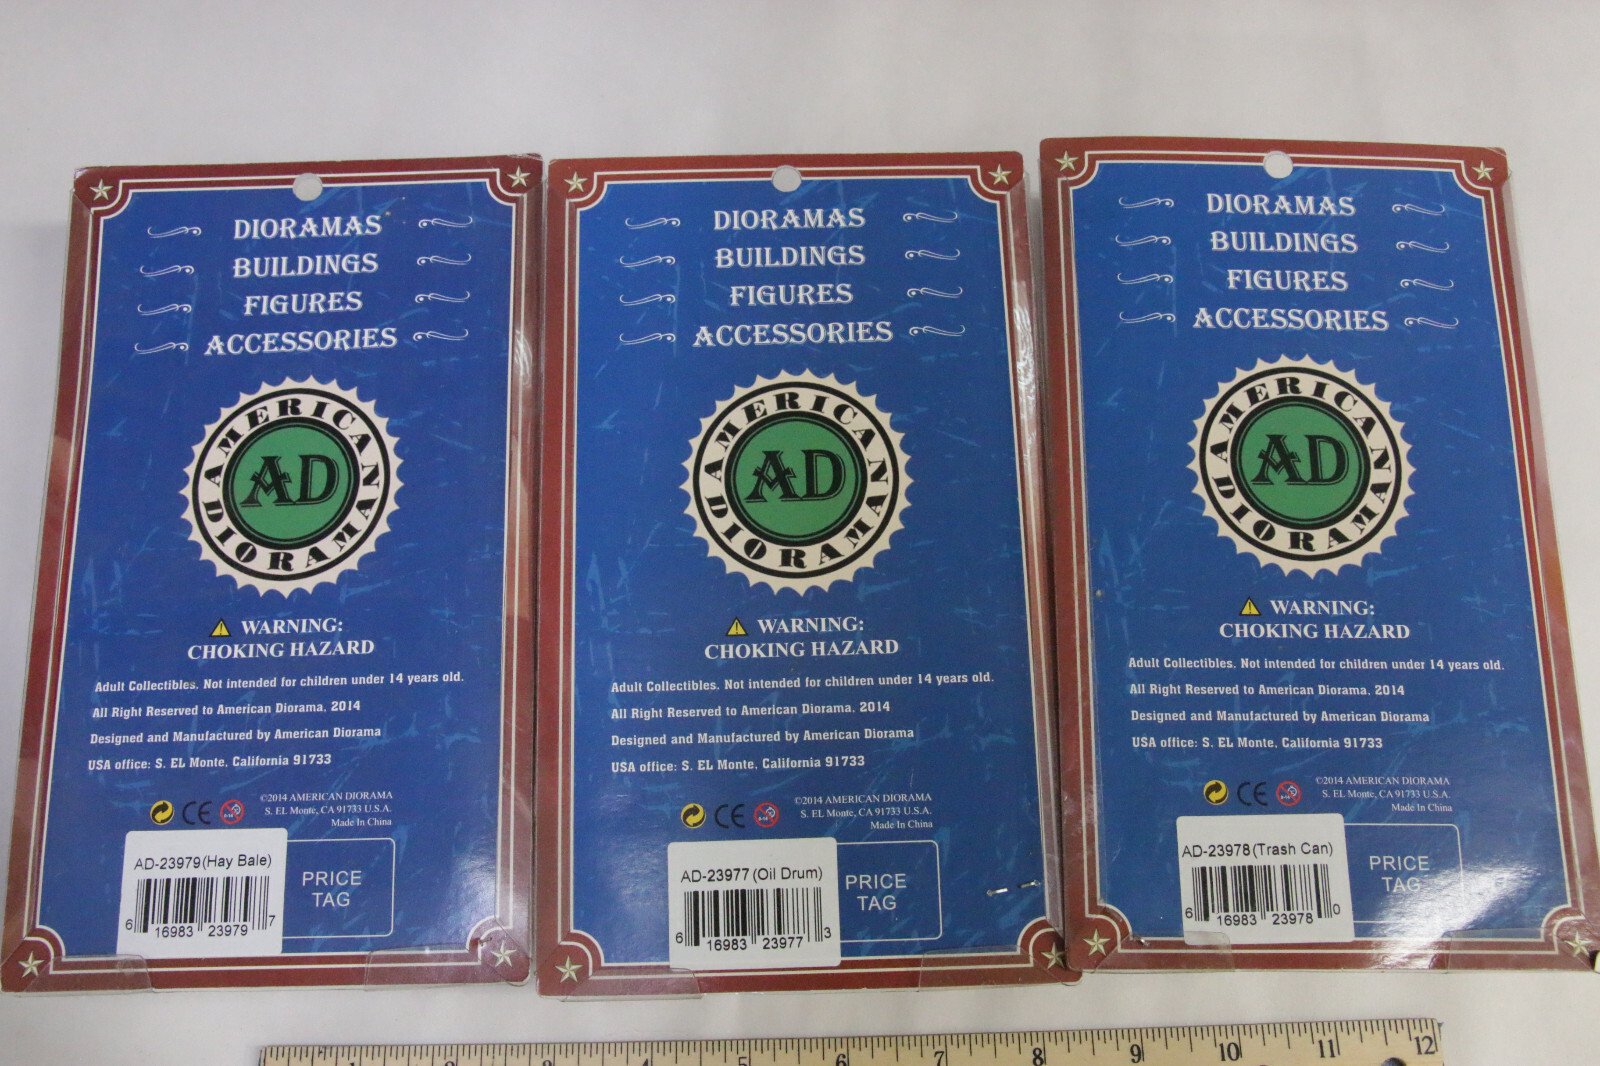 DIORAMAS
BUILDINGS
FIGURES
ACCESSORIES
AMERICAN
AD
DIORAMA
WARNING:
CHOKING HAZARD
Adult Collectibles. Not intended for children under 14 years old.
All Right Reserved to American Diorama. 2014
Designed and Manufactured by American Diorama
USA office: S. EL Monte, California 91733
CE
©2014 AMERICAN DIORAMA
S. EL Monte, CA 91733 U.S.A.
Made In China
AD-23979(Hay Bale)
6 16983 23979 7
PRICE
TAG
DIORAMAS
BUILDINGS
FIGURES
ACCESSORIES
AMERICAN
AD
DIORAMA
WARNING:
CHOKING HAZARD
Adult Collectibles. Not intended for children under 14 years old.
All Right Reserved to American Diorama. 2014
Designed and Manufactured by American Diorama
USA office: S. EL Monte, California 91733
CE
©2014 AMERICAN DIORAMA
S. EL Monte, CA 91733 U.S.A.
Made In China
AD-23977(Oil Drum)
6 16983 23977 3
PRICE
TAG
DIORAMAS
BUILDINGS
FIGURES
ACCESSORIES
AMERICAN
AD
DIORAMA
WARNING:
CHOKING HAZARD
Adult Collectibles. Not intended for children under 14 years old.
All Right Reserved to American Diorama. 2014
Designed and Manufactured by American Diorama
USA office: S. EL Monte, California 91733
CE
©2014 AMERICAN DIORAMA
S. EL Monte, CA 91733 U.S.A.
Made In China
AD-23978(Trash Can)
6 16983 23978 0
PRICE
TAG
1 2 3 4 5 6 7 8 9 10 11 12